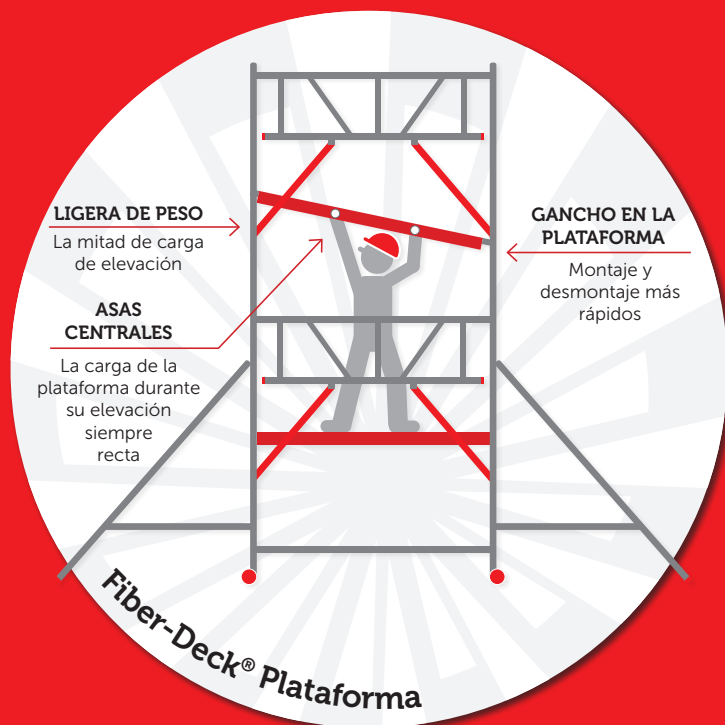 LIGERA DE PESO
La mitad de carga
de elevación
ASAS
CENTRALES
La carga de la
plataforma durante
su elevación
siempre
recta
GANCHO EN LA
PLATAFORMA
Montaje y
desmontaje más
rápidos
Fiber-Deck® Plataforma